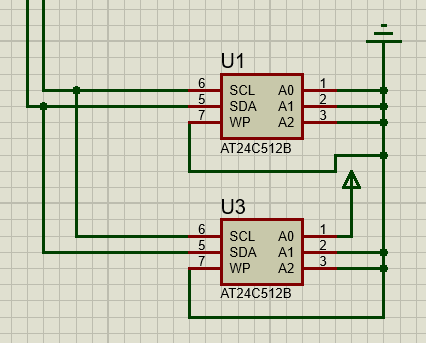 U1
6 SCL A0 1
5 SDA A1 2
7 WP A2 3
AT24C512B
U3
6 SCL A0 1
5 SDA A1 2
7 WP A2 3
AT24C512B